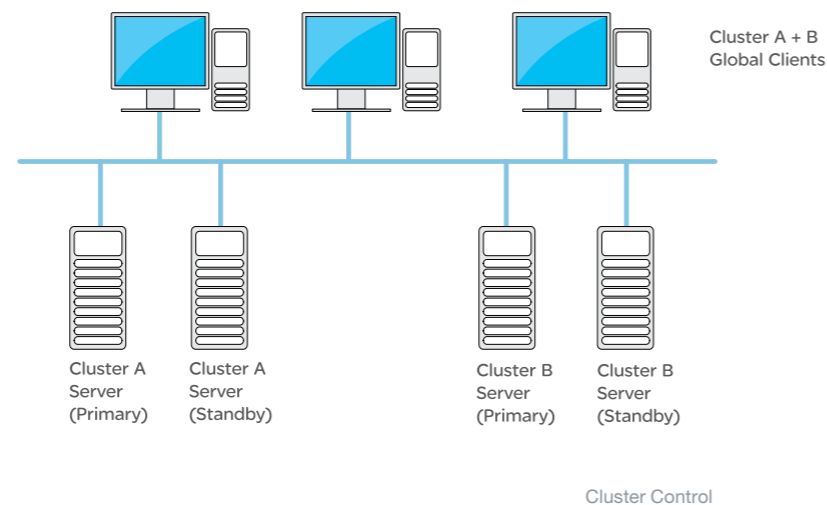 Cluster A + B
Global Clients
Cluster A
Server
(Primary)
Cluster A
Server
(Standby)
Cluster B
Server
(Primary)
Cluster B
Server
(Standby)
Cluster Control